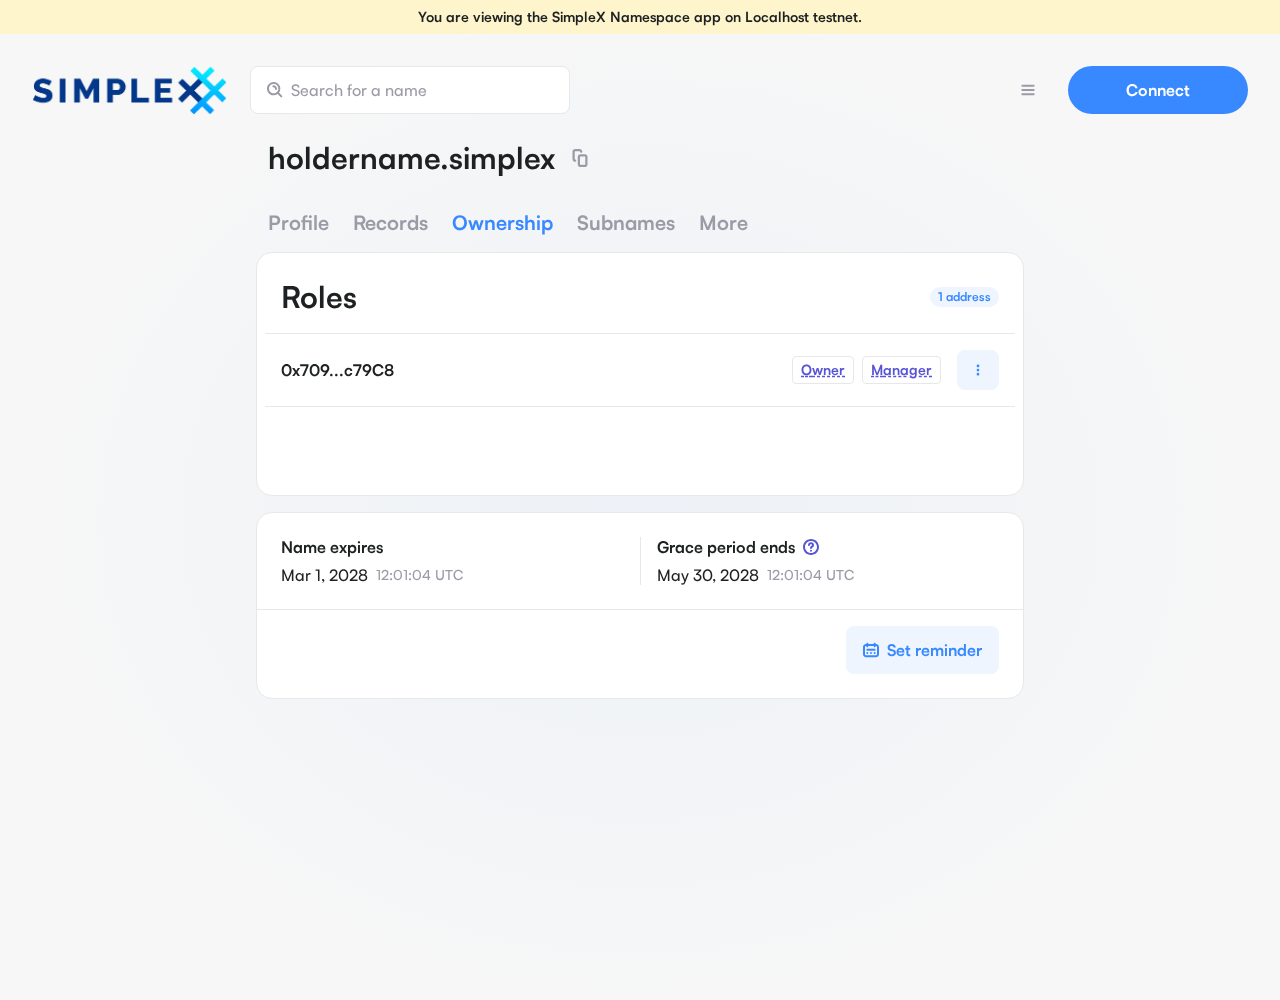 You are viewing the SimpleX Namespace app on Localhost testnet.
SIMPLEX
Search for a name
Connect
holdername.simplex
Profile Records Ownership Subnames More
Roles
1 address
0x709...c79C8
Owner Manager
Name expires
Mar 1, 2028 12:01:04 UTC
Grace period ends
May 30, 2028 12:01:04 UTC
Set reminder